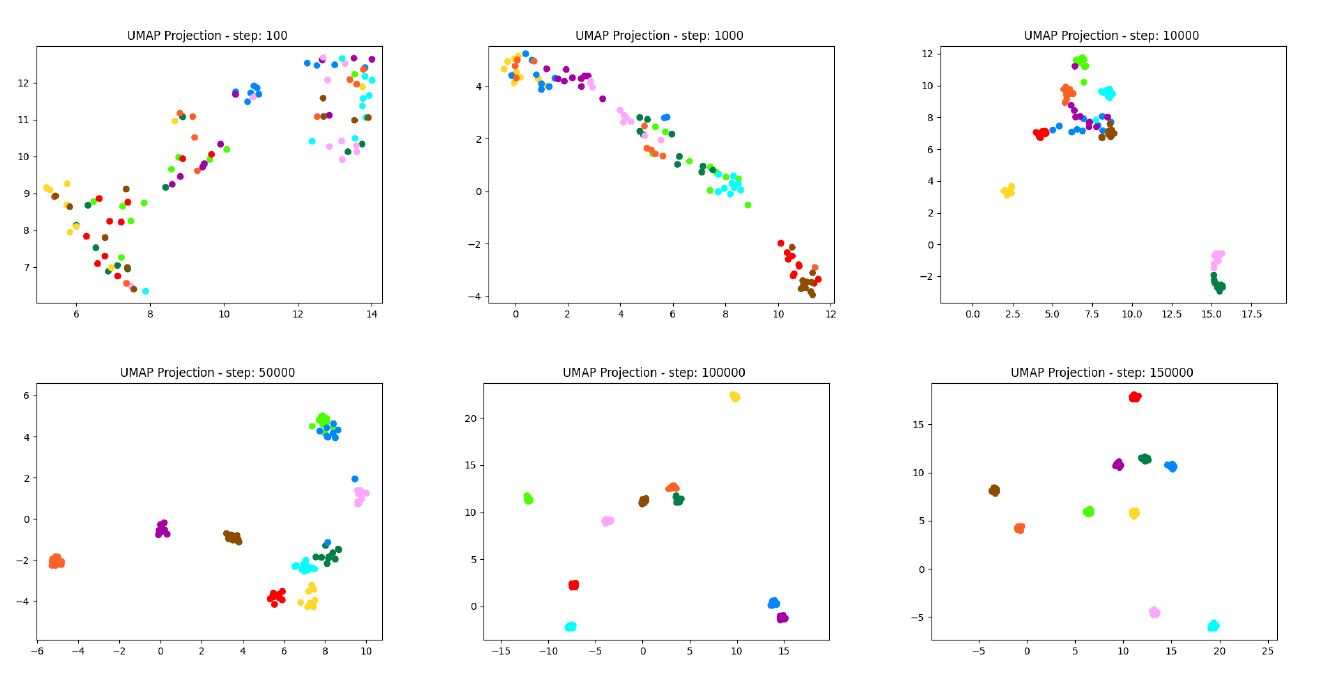 UMAP Projection - step: 100
12
11
10
9
8
7
6 8 10 12 14
UMAP Projection - step: 1000
4
2
0
−2
−4
0 2 4 6 8 10 12
UMAP Projection - step: 10000
12
10
8
6
4
2
0
−2
0.0 2.5 5.0 7.5 10.0 12.5 15.0 17.5
UMAP Projection - step: 50000
6
4
2
0
−2
−4
−6 −4 −2 0 2 4 6 8 10
UMAP Projection - step: 100000
20
15
10
5
0
−15 −10 −5 0 5 10 15
UMAP Projection - step: 150000
15
10
5
0
−5
−5 0 5 10 15 20 25